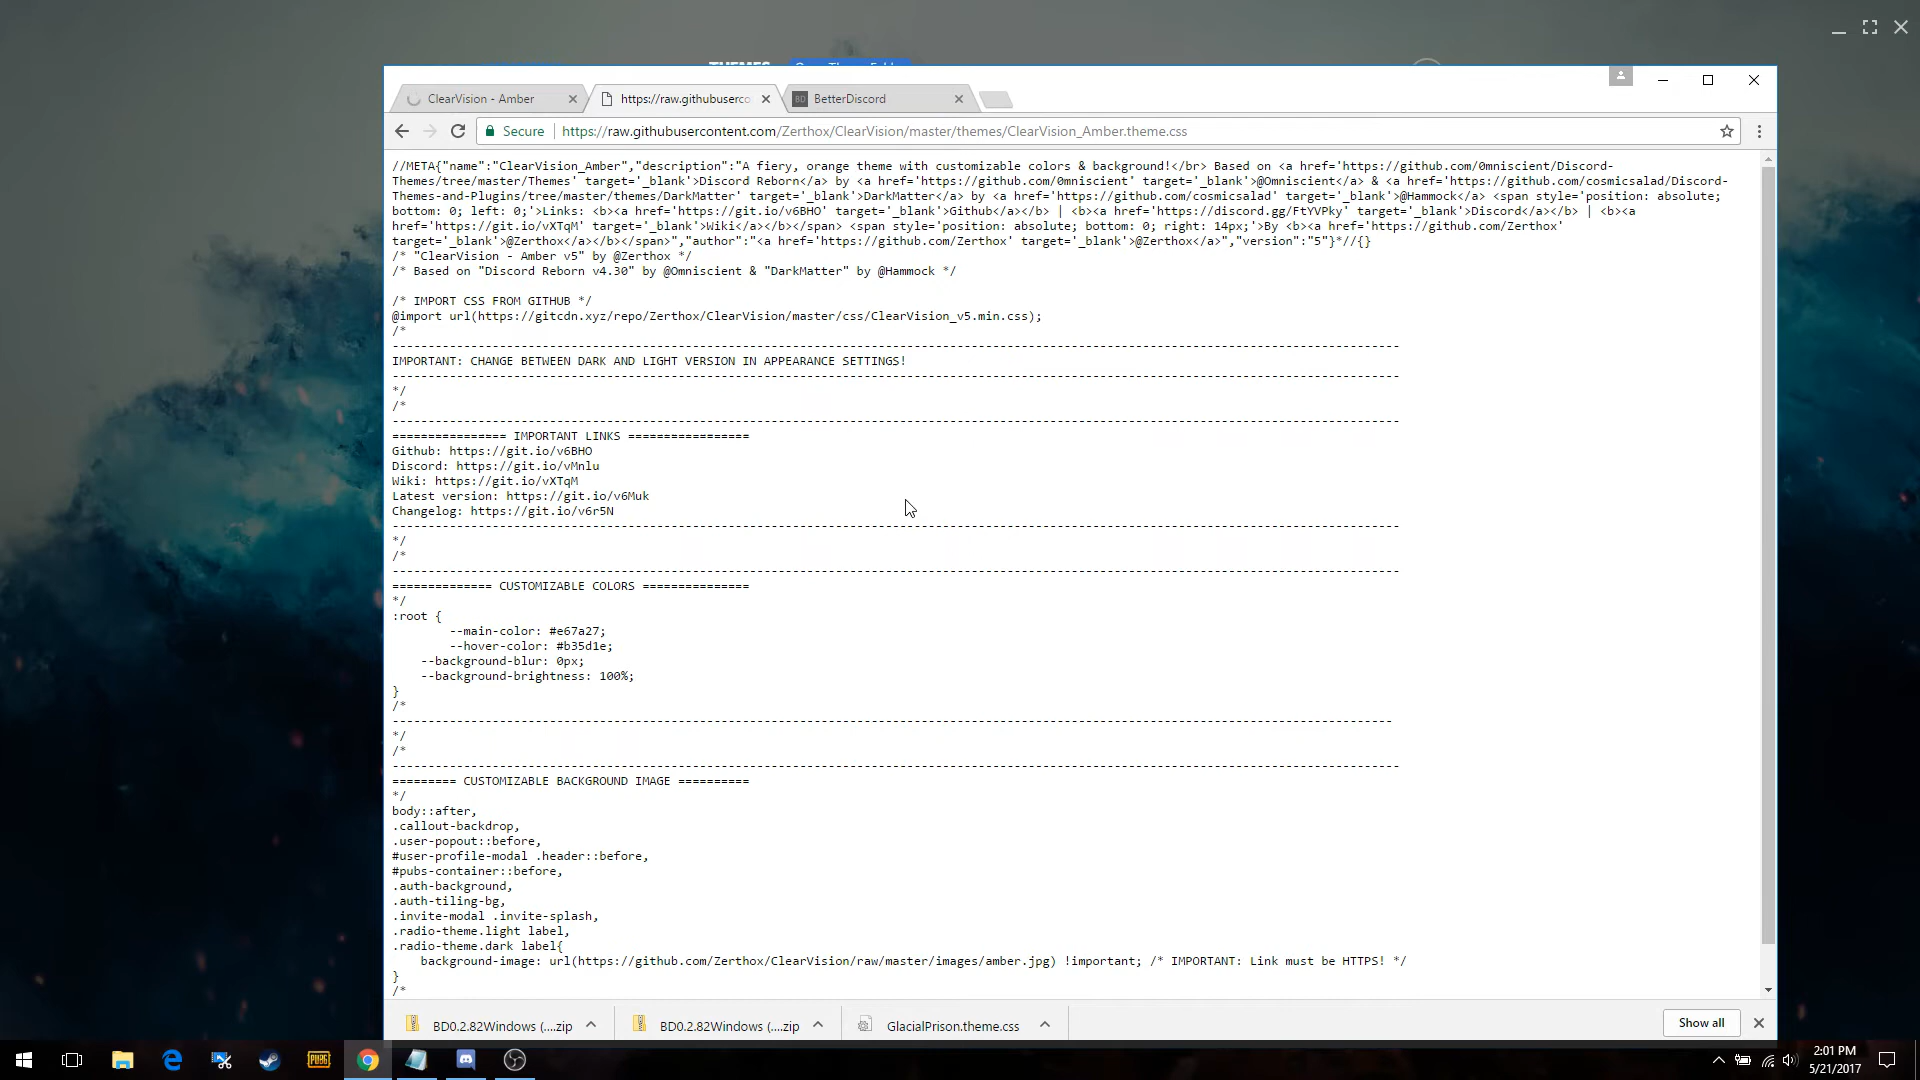 THEMES
ClearVision - Amber
https://raw.githubuserco
BetterDiscord
Secure
https://raw.githubusercontent.com/Zerthox/ClearVision/master/themes/ClearVision_Amber.theme.css
//META{"name":"ClearVision_Amber","description":"A fiery, orange theme with customizable colors & background!</br> Based on <a href='https://github.com/0mniscient/Discord-
Themes/tree/master/Themes' target='_blank'>Discord Reborn</a> by <a href='https://github.com/0mniscient' target='_blank'>@Omniscient</a> & <a href='https://github.com/cosmicsalad/Discord-
Themes-and-Plugins/tree/master/themes/DarkMatter' target='_blank'>DarkMatter</a> by <a href='https://github.com/cosmicsalad' target='_blank'>@Hammock</a> <span style='position: absolute;
bottom: 0; left: 0;'>Links: <b><a href='https://git.io/v6BHO' target='_blank'>Github</a></b> | <b><a href='https://discord.gg/FtYVPky' target='_blank'>Discord</a></b> | <b><a
href='https://git.io/vXTqM' target='_blank'>Wiki</a></b> <span style='position: absolute; bottom: 0; right: 14px;'>By <b><a href='https://github.com/Zerthox'
target='_blank'>@Zerthox</a></b></span>","author":"<a href='https://github.com/Zerthox' target='_blank'>@Zerthox</a>","version":"5"}*//{}
/* "ClearVision - Amber v5" by @Zerthox */
/* Based on "Discord Reborn v4.30" by @Omniscient & "DarkMatter" by @Hammock */
/* IMPORT CSS FROM GITHUB */
@import url(https://gitcdn.xyz/repo/Zerthox/ClearVision/master/css/ClearVision_v5.min.css);
/*
---------------------------------------------------------------------------------------------------------------------------------------------
IMPORTANT: CHANGE BETWEEN DARK AND LIGHT VERSION IN APPEARANCE SETTINGS!
---------------------------------------------------------------------------------------------------------------------------------------------
*/
/*
---------------------------------------------------------------------------------------------------------------------------------------------
================ IMPORTANT LINKS =================
Github: https://git.io/v6BHO
Discord: https://git.io/vMnlu
Wiki: https://git.io/vXTqM
Latest version: https://git.io/v6Muk
Changelog: https://git.io/v6r5N
---------------------------------------------------------------------------------------------------------------------------------------------
*/
/*
---------------------------------------------------------------------------------------------------------------------------------------------
============== CUSTOMIZABLE COLORS ===============
*/
:root {
--main-color: #e67a27;
--hover-color: #b35d1e;
--background-blur: 0px;
--background-brightness: 100%;
}
/*
--------------------------------------------------------------------------------------------------------------------------------------------
*/
/*
---------------------------------------------------------------------------------------------------------------------------------------------
========= CUSTOMIZABLE BACKGROUND IMAGE ==========
*/
body::after,
.callout-backdrop,
.user-popout::before,
#user-profile-modal .header::before,
#pubs-container::before,
.auth-background,
.auth-tiling-bg,
.invite-modal .invite-splash,
.radio-theme.light label,
.radio-theme.dark label{
background-image: url(https://github.com/Zerthox/ClearVision/raw/master/images/amber.jpg) !important; /* IMPORTANT: Link must be HTTPS! */
}
/*
BD0.2.82Windows (....zip
BD0.2.82Windows (....zip
GlacialPrison.theme.css
Show all
PUBG
2:01 PM
5/21/2017